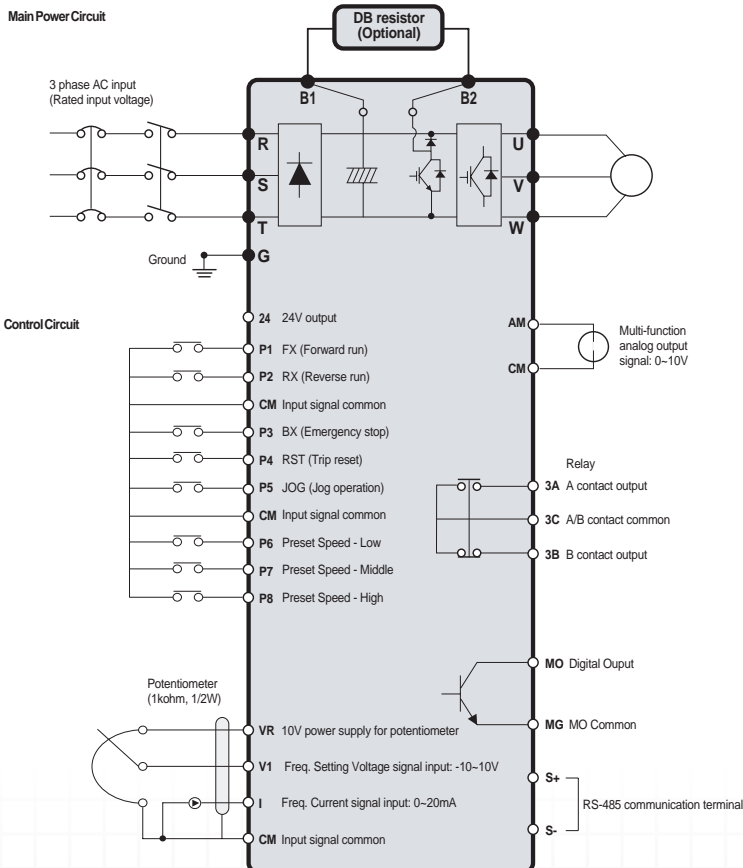 Main Power Circuit
DB resistor
(Optional)
3 phase AC input
(Rated input voltage)
B1
B2
R
U
S
V
T
W
Ground
G
Control Circuit
24 24V output
P1 FX (Forward run)
P2 RX (Reverse run)
CM Input signal common
P3 BX (Emergency stop)
P4 RST (Trip reset)
P5 JOG (Jog operation)
CM Input signal common
P6 Preset Speed - Low
P7 Preset Speed - Middle
P8 Preset Speed - High
AM
CM
Multi-function
analog output
signal: 0~10V
Relay
3A A contact output
3C A/B contact common
3B B contact output
MO Digital Ouput
MG MO Common
Potentiometer
(1kohm, 1/2W)
VR 10V power supply for potentiometer
V1 Freq. Setting Voltage signal input: -10~10V
I Freq. Current signal input: 0~20mA
CM Input signal common
S+
RS-485 communication terminal
S-